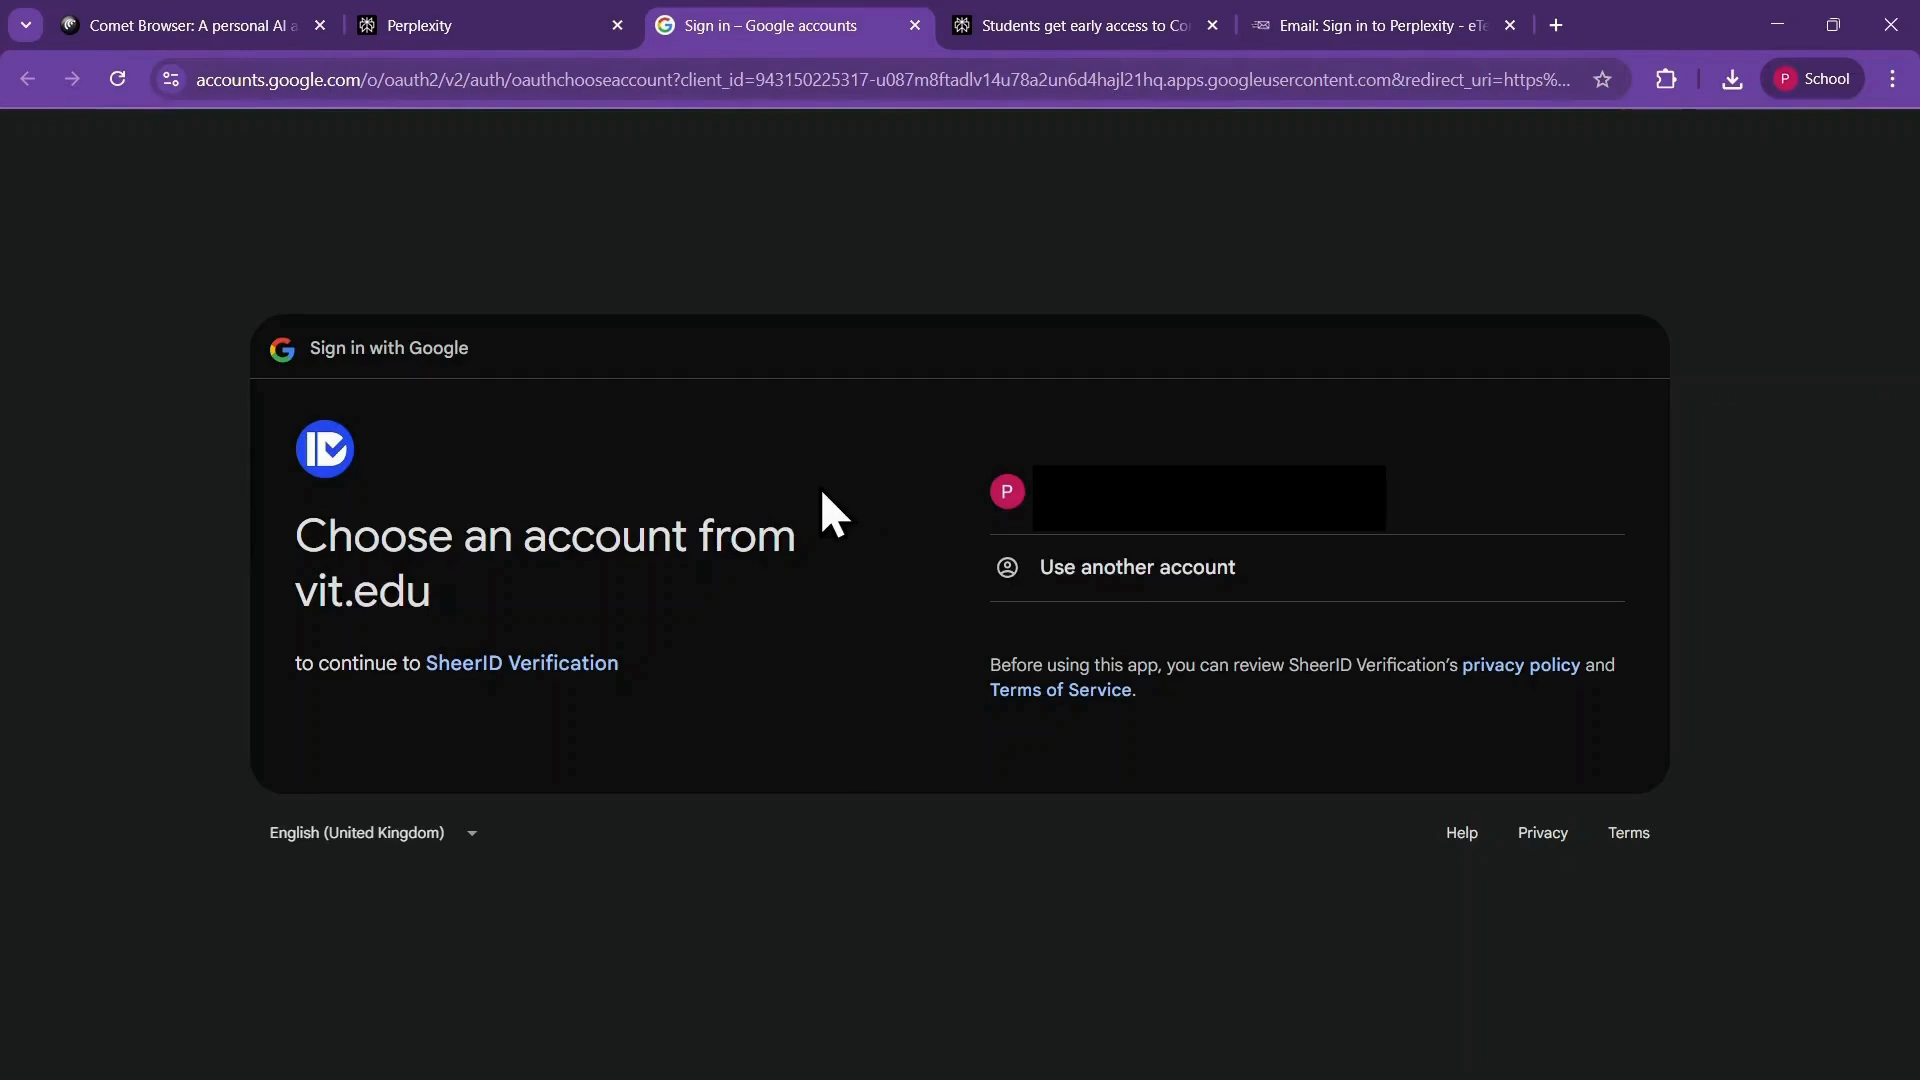 Comet Browser: A personal AI a
Perplexity
Sign in – Google accounts
Students get early access to Co
Email: Sign in to Perplexity - eTe
accounts.google.com/o/oauth2/v2/auth/oauthchooseaccount?client_id=943150225317-u087m8ftadlv14u78a2un6d4hajl21hq.apps.googleusercontent.com&redirect_uri=https%...
P
School
Sign in with Google
Choose an account from
vit.edu
to continue to SheerID Verification
P
Use another account
Before using this app, you can review SheerID Verification's privacy policy and
Terms of Service.
English (United Kingdom)
Help
Privacy
Terms